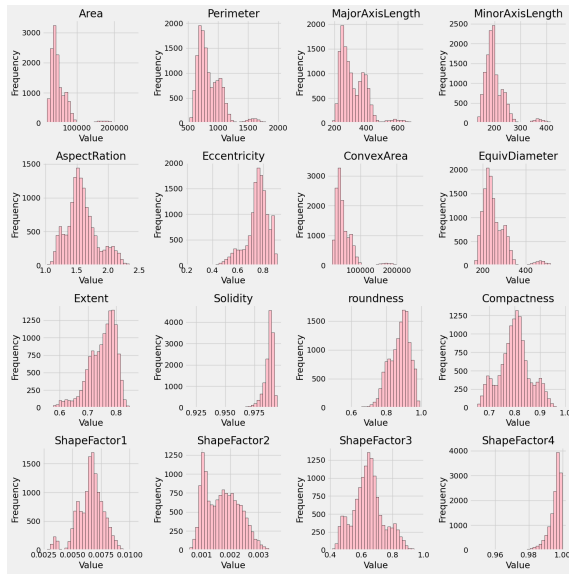 Area Perimeter MajorAxisLength MinorAxisLength
Frequency 3000 2000 1000 0 100000 200000 Value
Frequency 2000 1500 1000 500 0 500 1000 1500 2000 Value
Frequency 2000 1500 1000 500 0 200 400 600 Value
Frequency 2500 2000 1500 1000 500 0 200 300 400 Value
AspectRation Eccentricity ConvexArea EquivDiameter
Frequency 1500 1000 500 0 1.0 1.5 2.0 2.5 Value
Frequency 2000 1500 1000 500 0 0.2 0.4 0.6 0.8 Value
Frequency 3000 2000 1000 0 100000 200000 Value
Frequency 2000 1500 1000 500 0 200 400 Value
Extent Solidity roundness Compactness
Frequency 1250 1000 750 500 250 0 0.6 0.7 0.8 Value
Frequency 4000 3000 2000 1000 0 0.925 0.950 0.975 Value
Frequency 1500 1000 500 0 0.6 0.8 1.0 Value
Frequency 1250 1000 750 500 250 0 0.7 0.8 0.9 1.0 Value
ShapeFactor1 ShapeFactor2 ShapeFactor3 ShapeFactor4
Frequency 1500 1000 500 0 0.0025 0.0050 0.0075 0.0100 Value
Frequency 1250 1000 750 500 250 0 0.001 0.002 0.003 Value
Frequency 1250 1000 750 500 250 0 0.4 0.6 0.8 1.0 Value
Frequency 4000 3000 2000 1000 0 0.96 0.98 1.00 Value